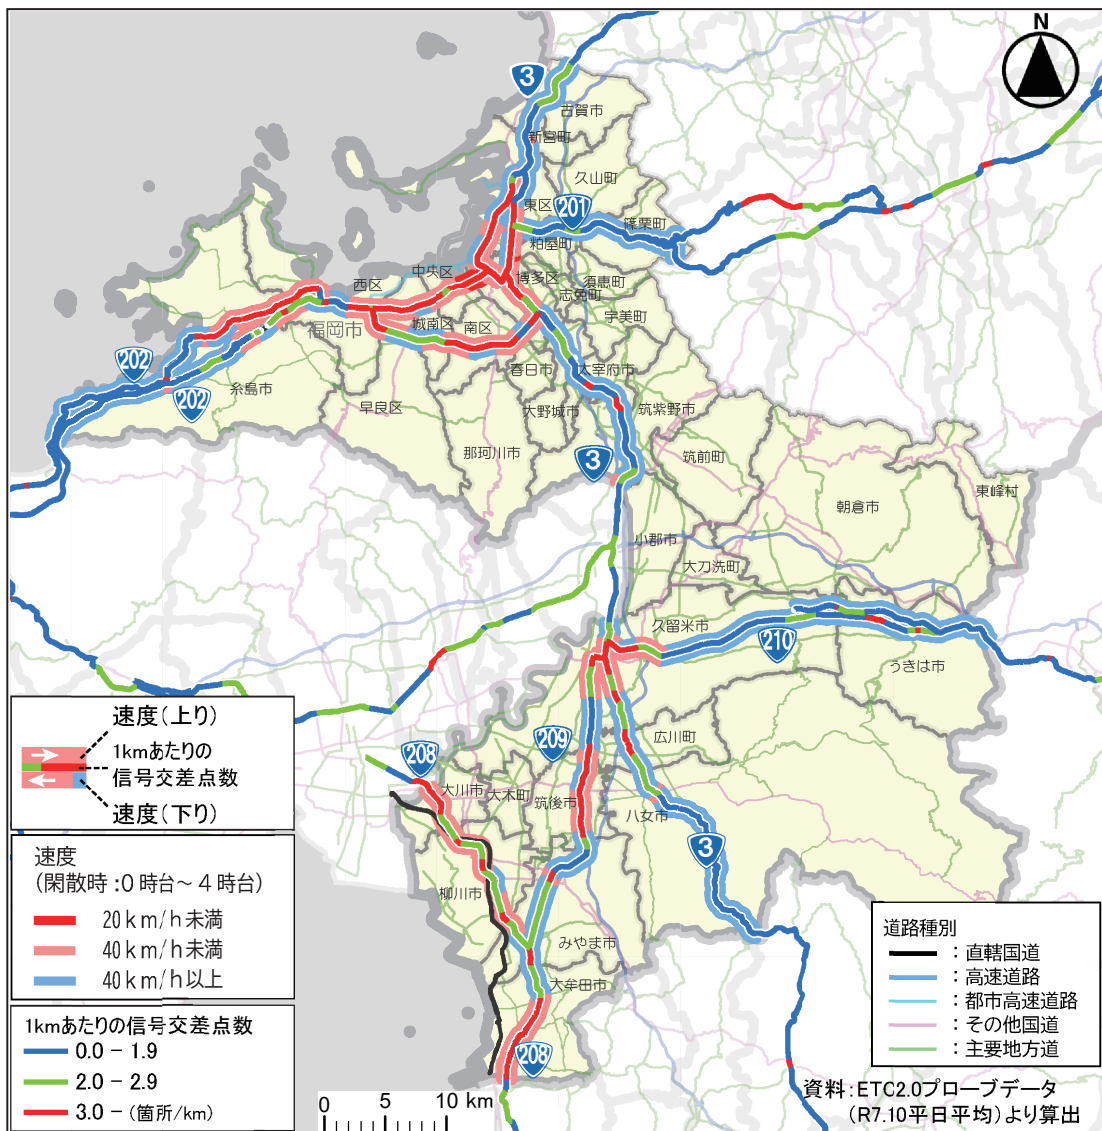 N
3
古賀市
新宮町
久山町
東区
201
篠栗町
粕屋町
中央区
博多区
須恵町
西区
志免町
宇美町
福岡市
城南区
南区
202
春日市
太宰府市
糸島市
202
早良区
大野城市
筑紫野市
那珂川市
3
筑前町
朝倉市
東峰村
小郡市
大刀洗町
久留米市
210
うきは市
広川町
209
208
大川市
大木町
筑後市
八女市
3
柳川市
みやま市
大牟田市
208
速度(上り)
1kmあたりの
信号交差点数
速度(下り)
速度
(閑散時:0時台～4時台)
20km/h未満
40km/h未満
40km/h以上
1kmあたりの信号交差点数
0.0 - 1.9
2.0 - 2.9
3.0 - (箇所/km)
0 5 10 km
道路種別
:直轄国道
:高速道路
:都市高速道路
:その他国道
:主要地方道
資料:ETC2.0プローブデータ
(R7.10平日平均)より算出